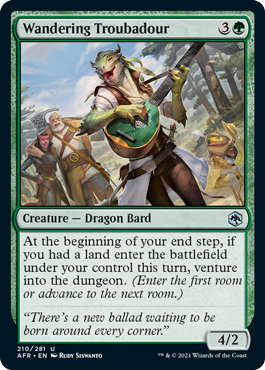 Wandering Troubadour 3
Creature — Dragon Bard
At the beginning of your end step, if
you had a land enter the battlefield
under your control this turn, venture
into the dungeon. (Enter the first room
or advance to the next room.)
“There’s a new ballad waiting to
be born around every corner.”
4/2
210/281 U
AFR • EN Rudy Siswanto
™ & © 2021 Wizards of the Coast